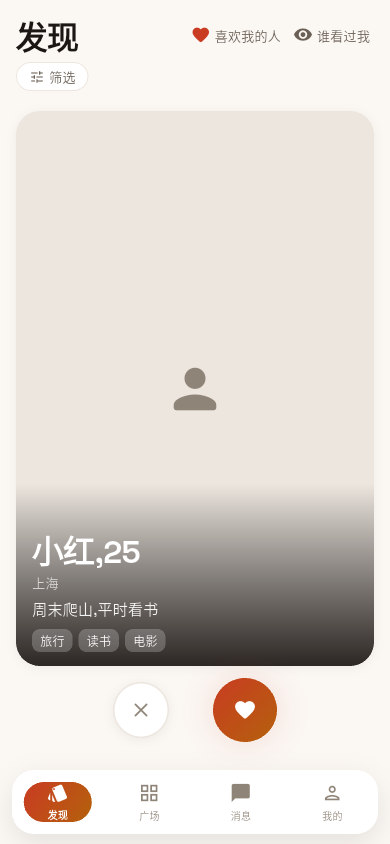 发现
喜欢我的人
谁看过我
筛选
小红,25
上海
周末爬山,平时看书
旅行 读书 电影
发现 广场 消息 我的